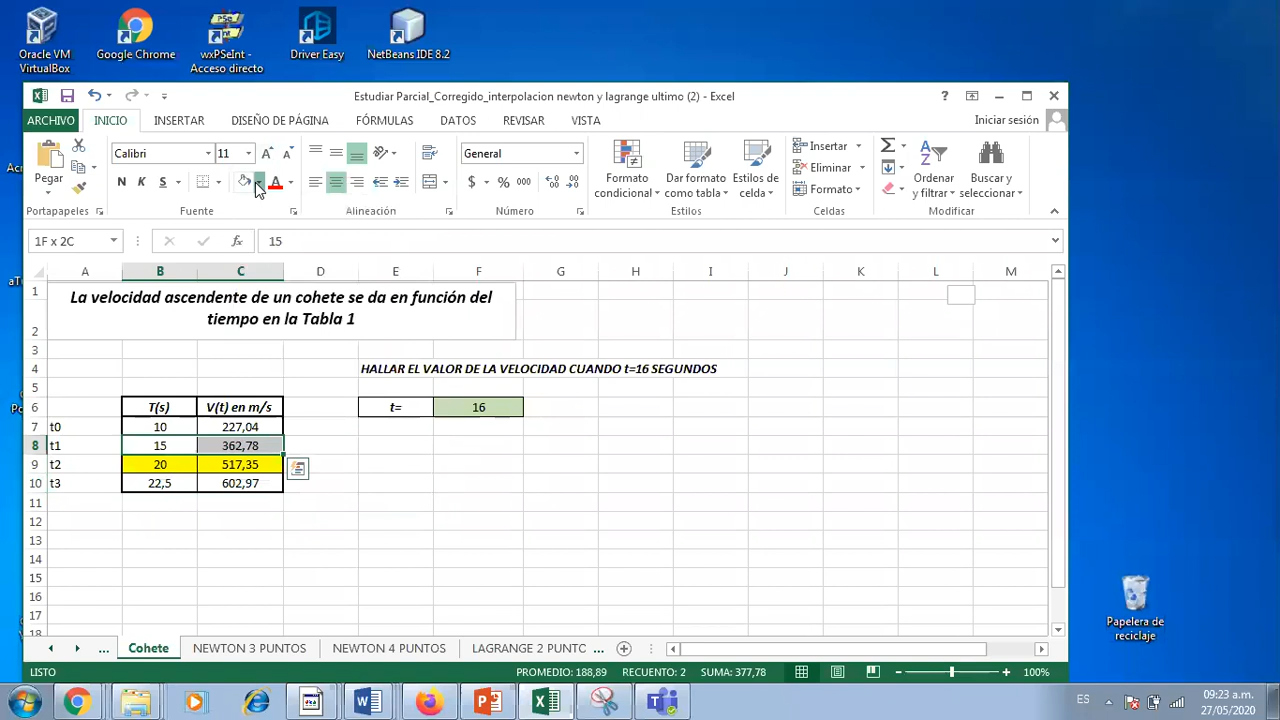 Oracle VM
VirtualBox
Google Chrome
wxPSeInt -
Acceso directo
Driver Easy
NetBeans IDE 8.2
Estudiar Parcial_Corregido_interpolacion newton y lagrange ultimo (2) - Excel
ARCHIVO INICIO INSERTAR DISEÑO DE PÁGINA FÓRMULAS DATOS REVISAR VISTA Iniciar sesión
Pegar
Calibri 11
N K S
General
$ % 000
Formato
condicional
Dar formato
Estilos de
celda
Insertar
Eliminar
Formato
Ordenar
y filtrar
Buscar y
seleccionar
Portapapeles Fuente Alineación Número Estilos Celdas Modificar
1F x 2C fx 15
A B C D E F G H I J K L M
1 La velocidad ascendente de un cohete se da en función del
2 tiempo en la Tabla 1
3
4 HALLAR EL VALOR DE LA VELOCIDAD CUANDO t=16 SEGUNDOS
5
6 T(s) V(t) en m/s t= 16
7 t0 10 227,04
8 t1 15 362,78
9 t2 20 517,35
10 t3 22,5 602,97
11
12
13
14
15
16
17
18
... Cohete NEWTON 3 PUNTOS NEWTON 4 PUNTOS LAGRANGE 2 PUNTC ...
LISTO PROMEDIO: 188,89 RECUENTO: 2 SUMA: 377,78 100%
Papelera de
reciclaje
ES 09:23 a.m.
27/05/2020